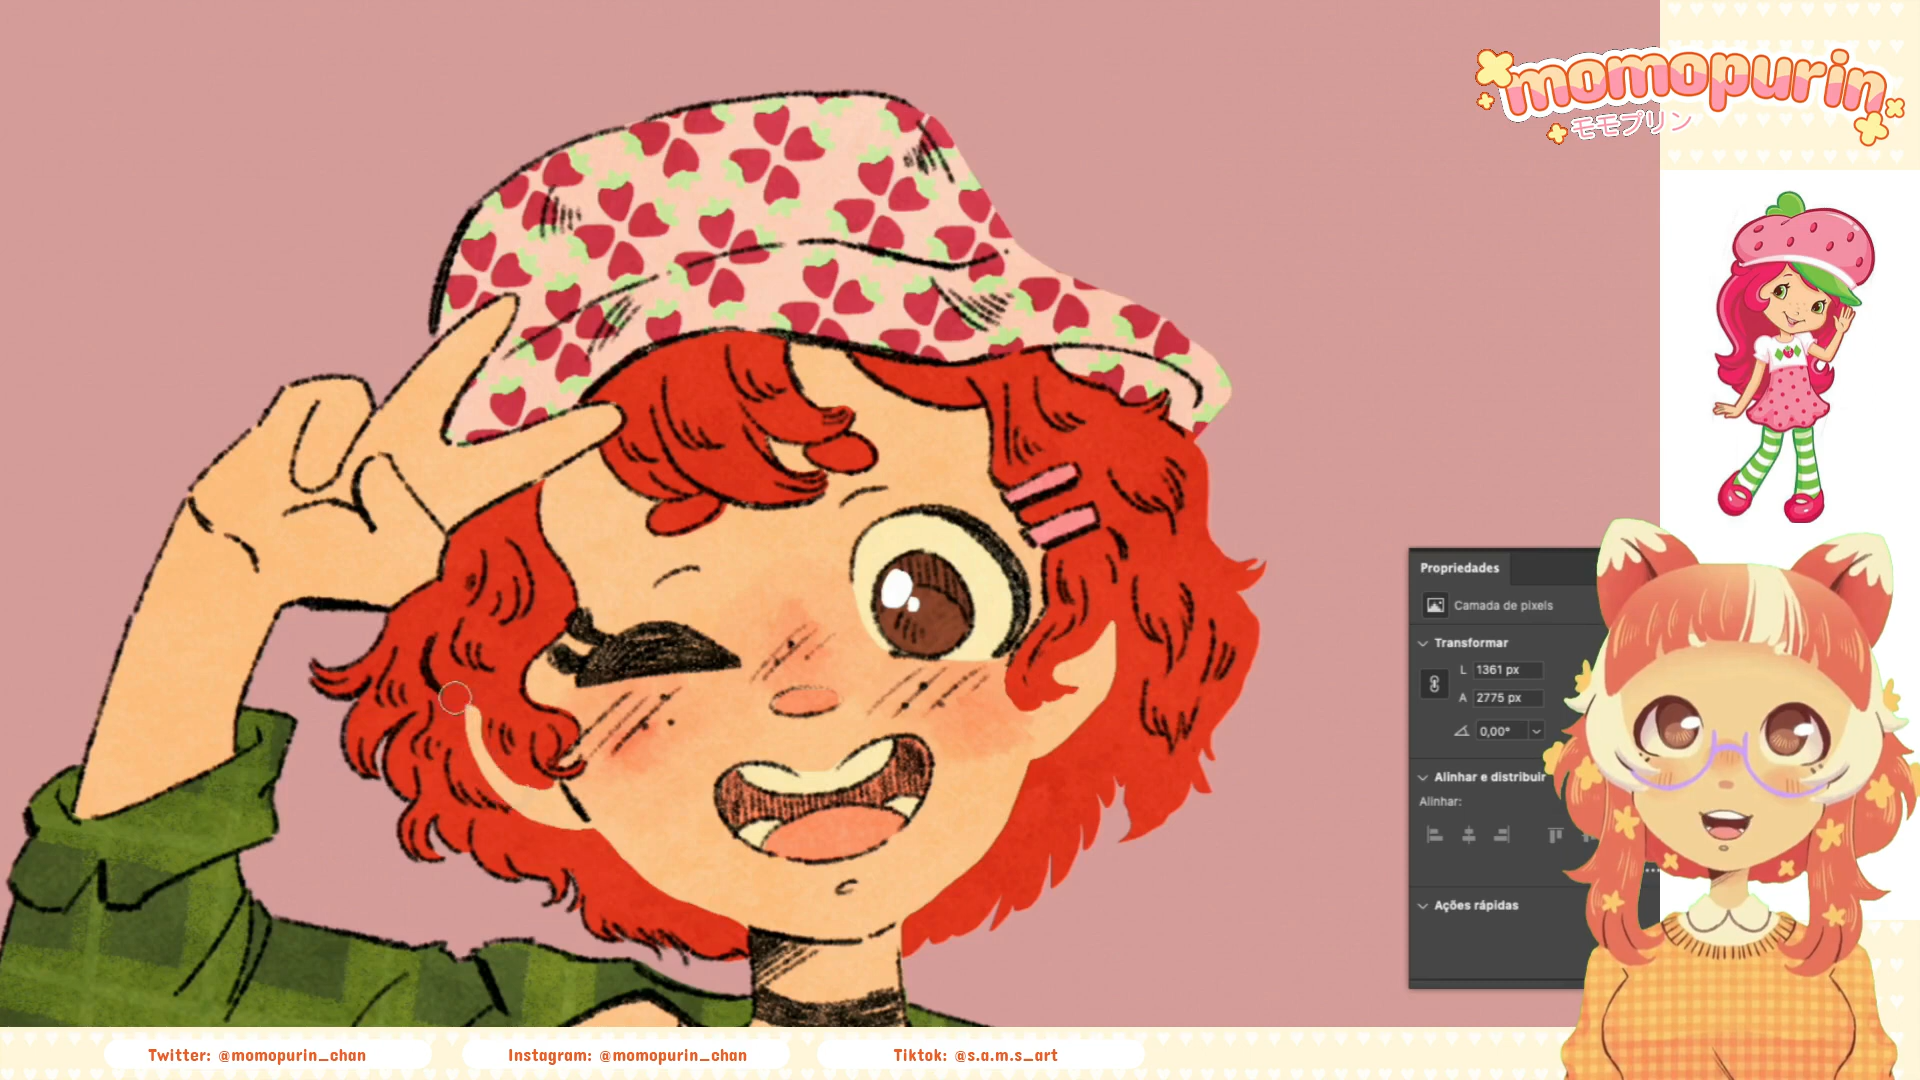 momopurin
モモプリン
Propriedades
Camada de pixels
Transformar
L 1361 px
A 2775 px
0,00°
Alinhar e distribuir
Alinhar:
Ações rápidas
Twitter: @momopurin_chan
Instagram: @momopurin_chan
Tiktok: @s.a.m.s_art